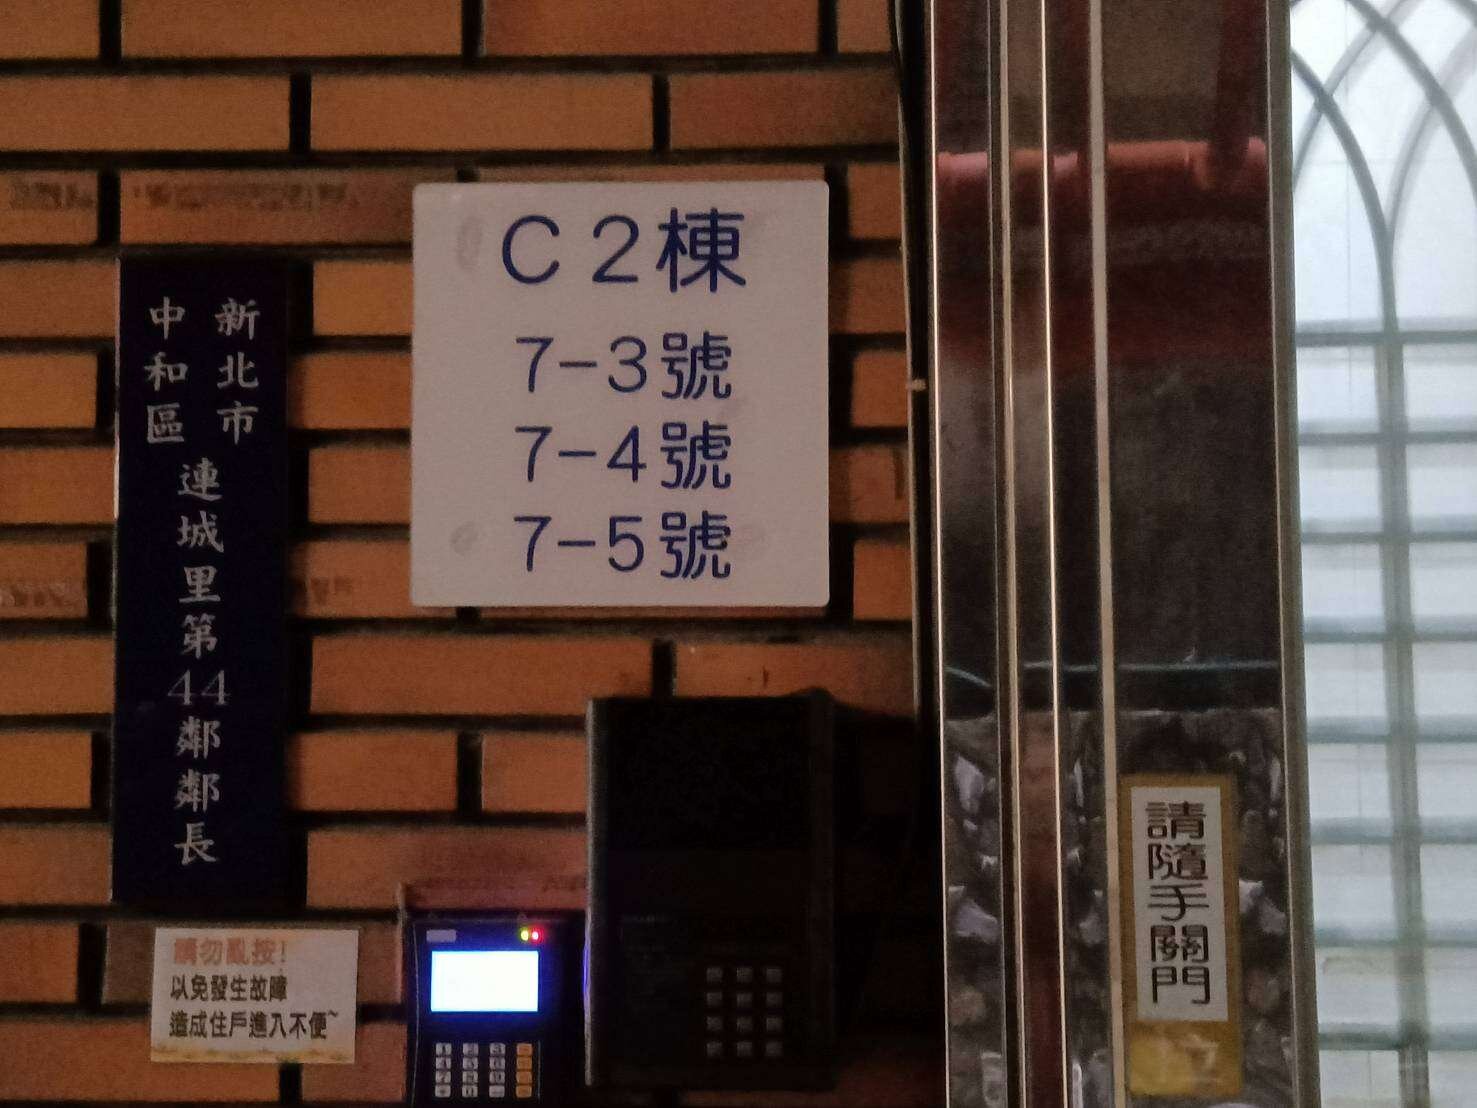 C2棟
7-3號
7-4號
7-5號
新北市
中和區
連城里第44鄰鄰長
請勿亂按!
以免發生故障
造成住戶進入不便~
請隨手關門